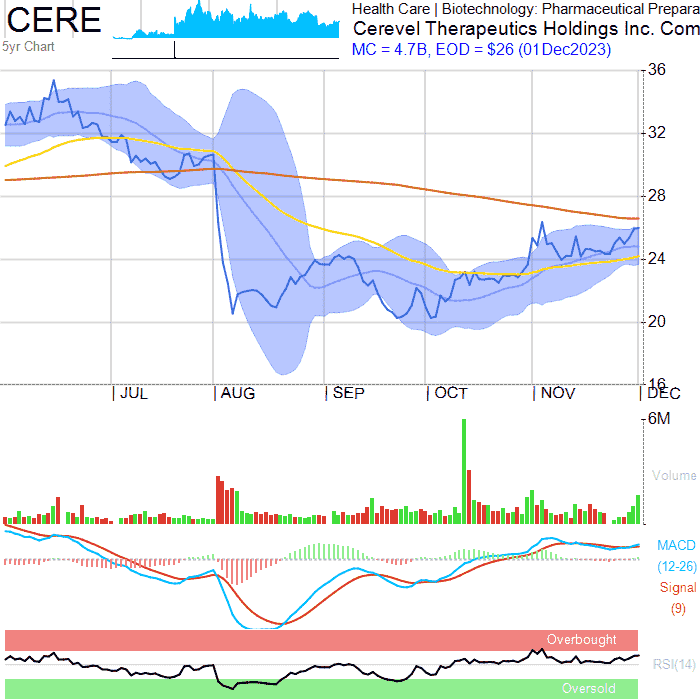 CERE
5yr Chart
Health Care | Biotechnology: Pharmaceutical Prepara
Cerevel Therapeutics Holdings Inc. Com
MC = 4.7B, EOD = $26 (01Dec2023)
36
32
28
24
20
16
JUL AUG SEP OCT NOV DEC
6M
Volume
MACD
(12-26)
Signal
(9)
Overbought
RSI(14)
Oversold